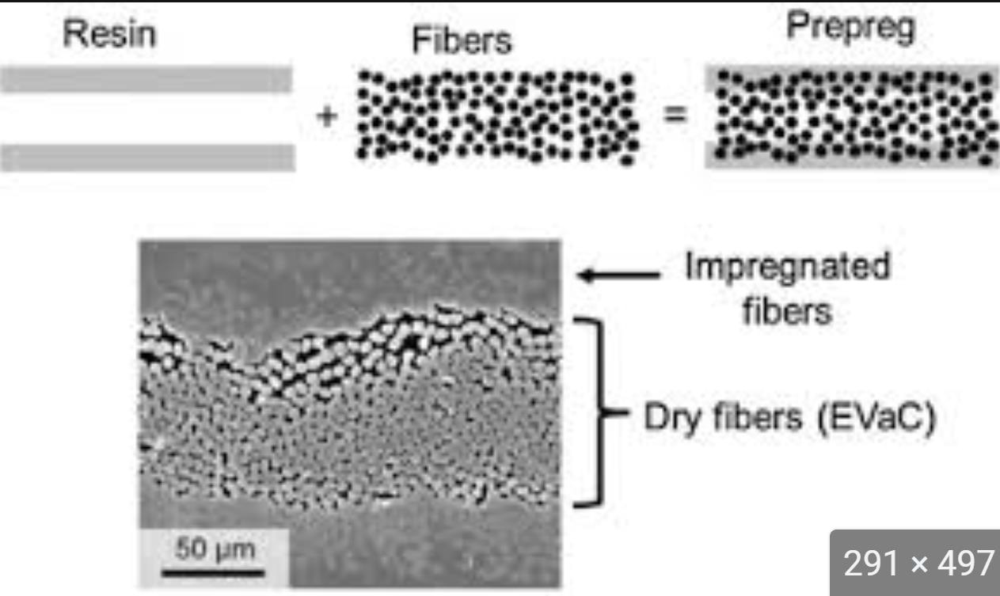 Resin
Fibers
Prepreg
+
=
Impregnated
fibers
Dry fibers (EVaC)
50 μm
291 × 497